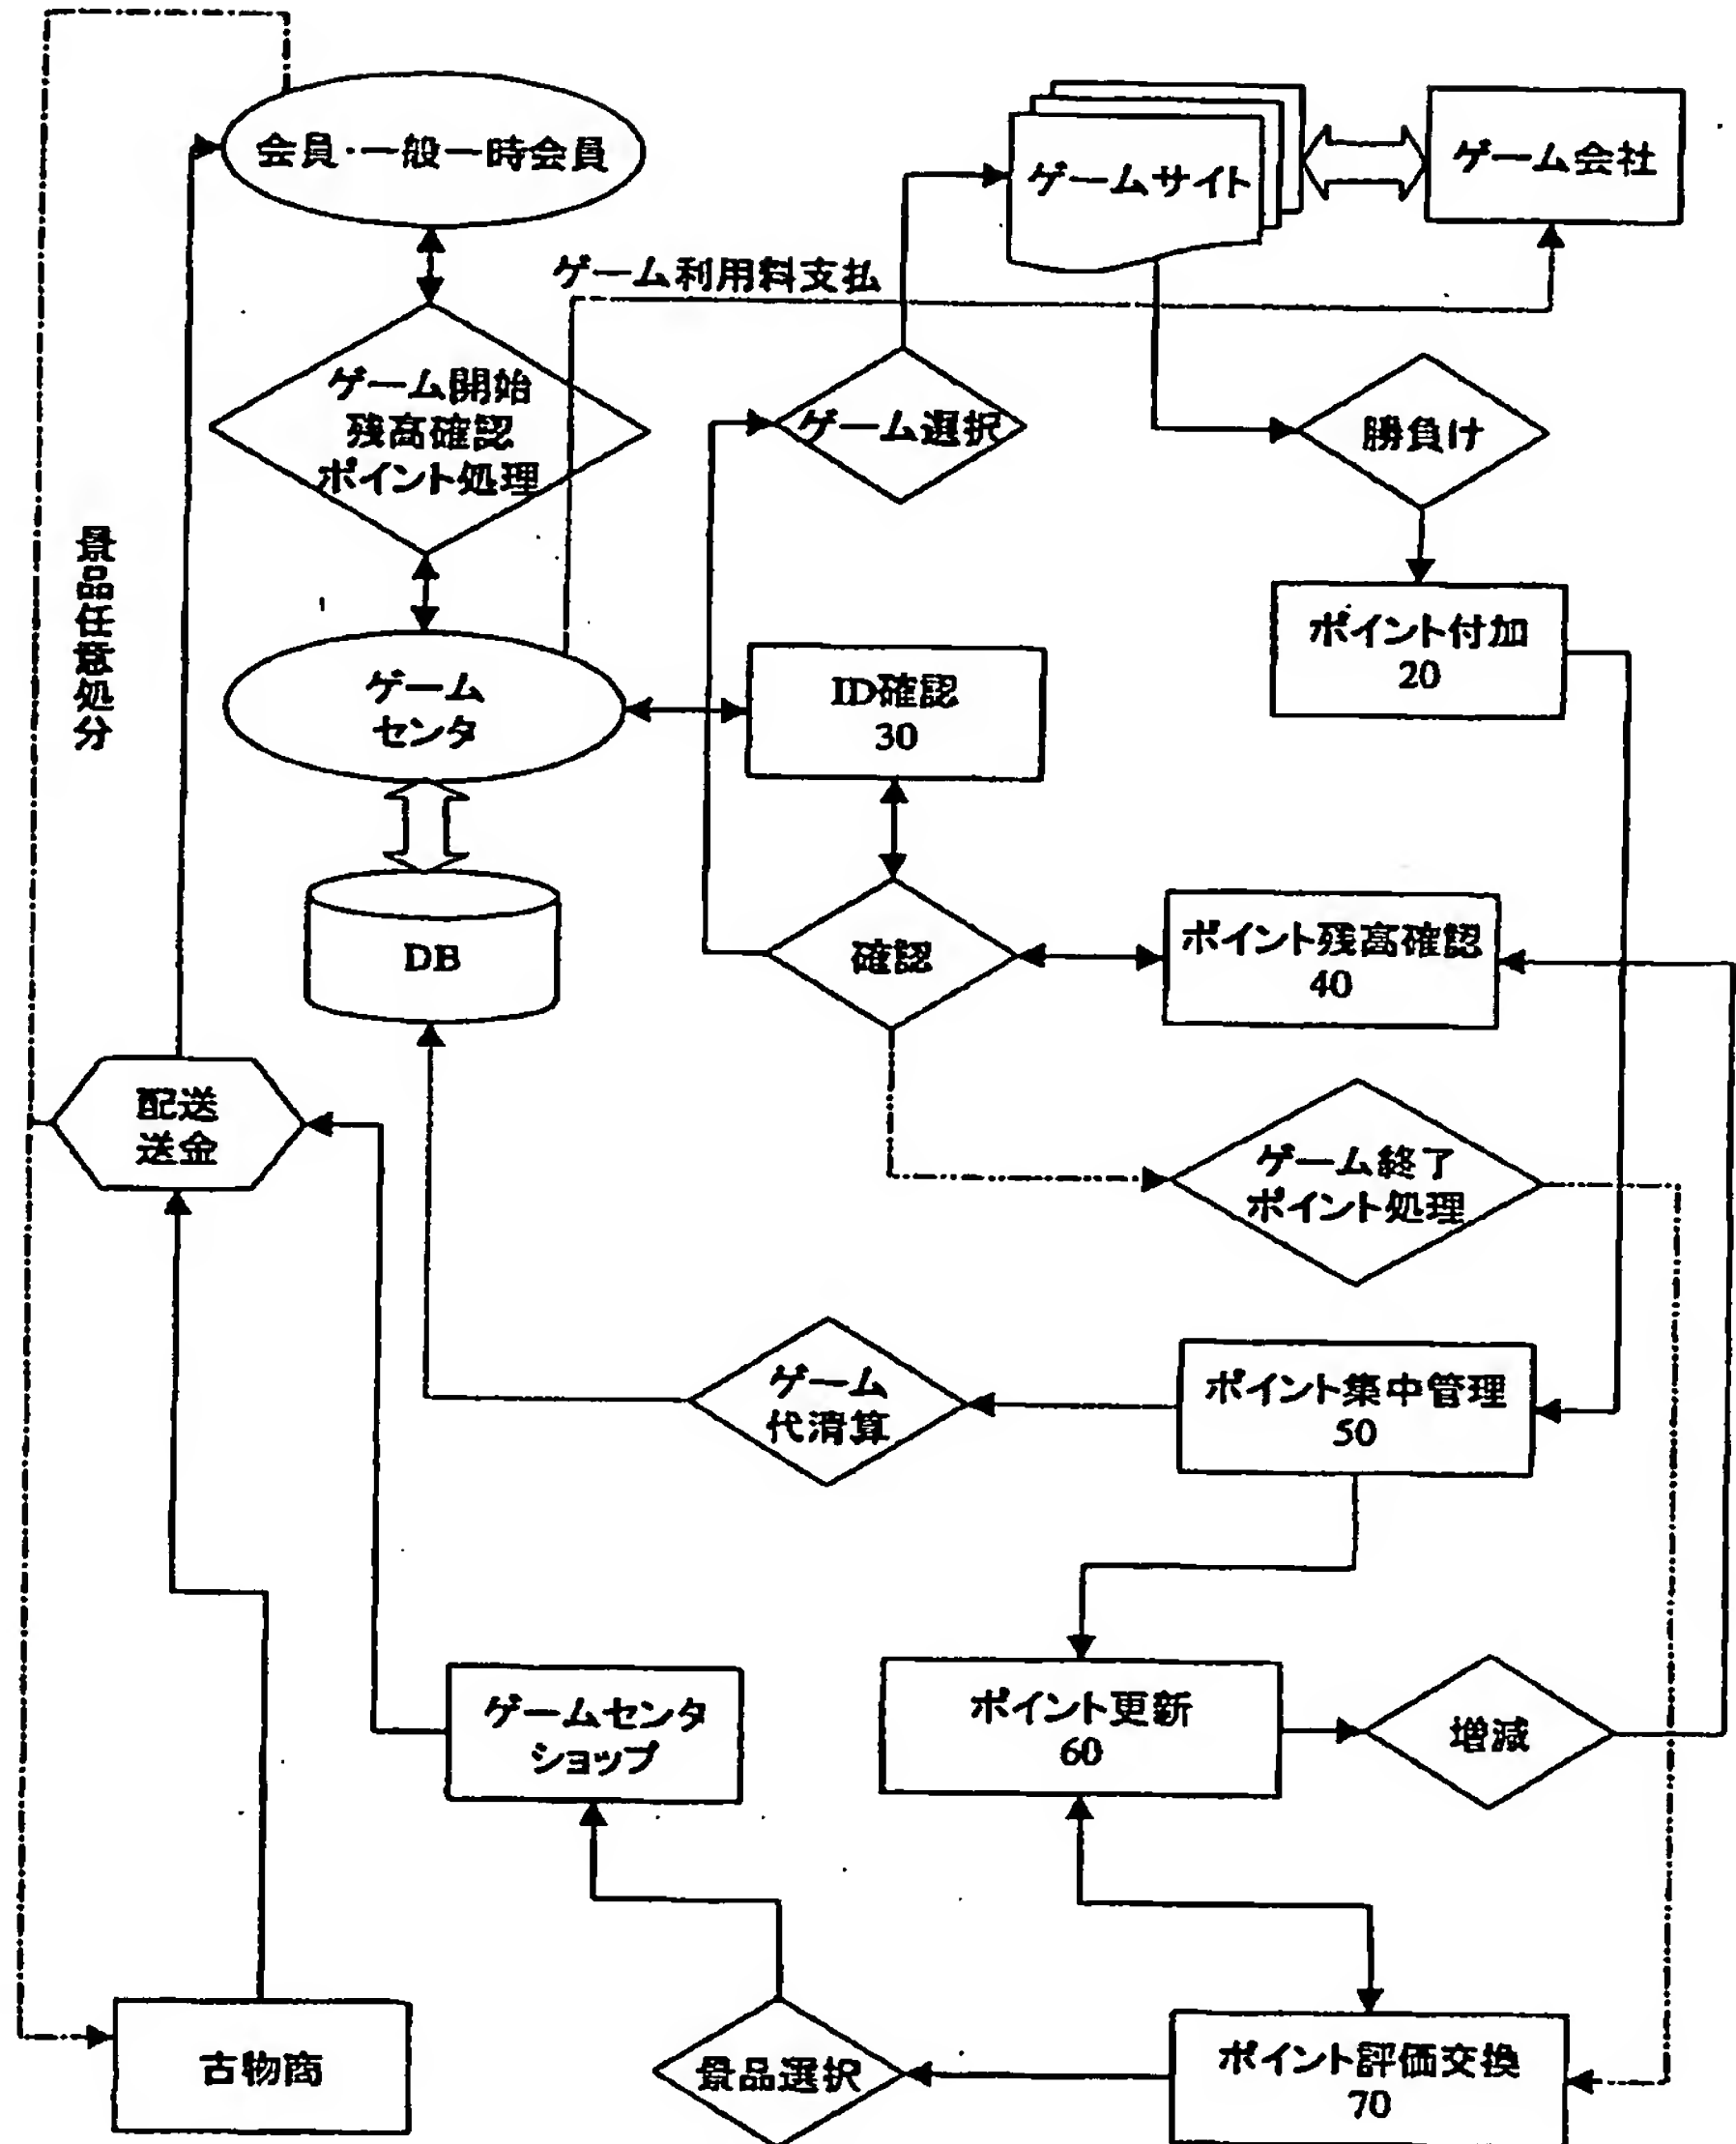 会員・一般一時会員
ゲームサイト
ゲーム会社
ゲーム利用料支払
ゲーム開始
残高確認
ポイント処理
ゲーム選択
勝負け
景品任意処分
ポイント付加
20
ゲーム
センタ
ID確認
30
DB
確認
ポイント残高確認
40
配送
送金
ゲーム終了
ポイント処理
ゲーム
代清算
ポイント集中管理
50
ゲームセンタ
ショップ
ポイント更新
60
増減
古物商
景品選択
ポイント評価交換
70